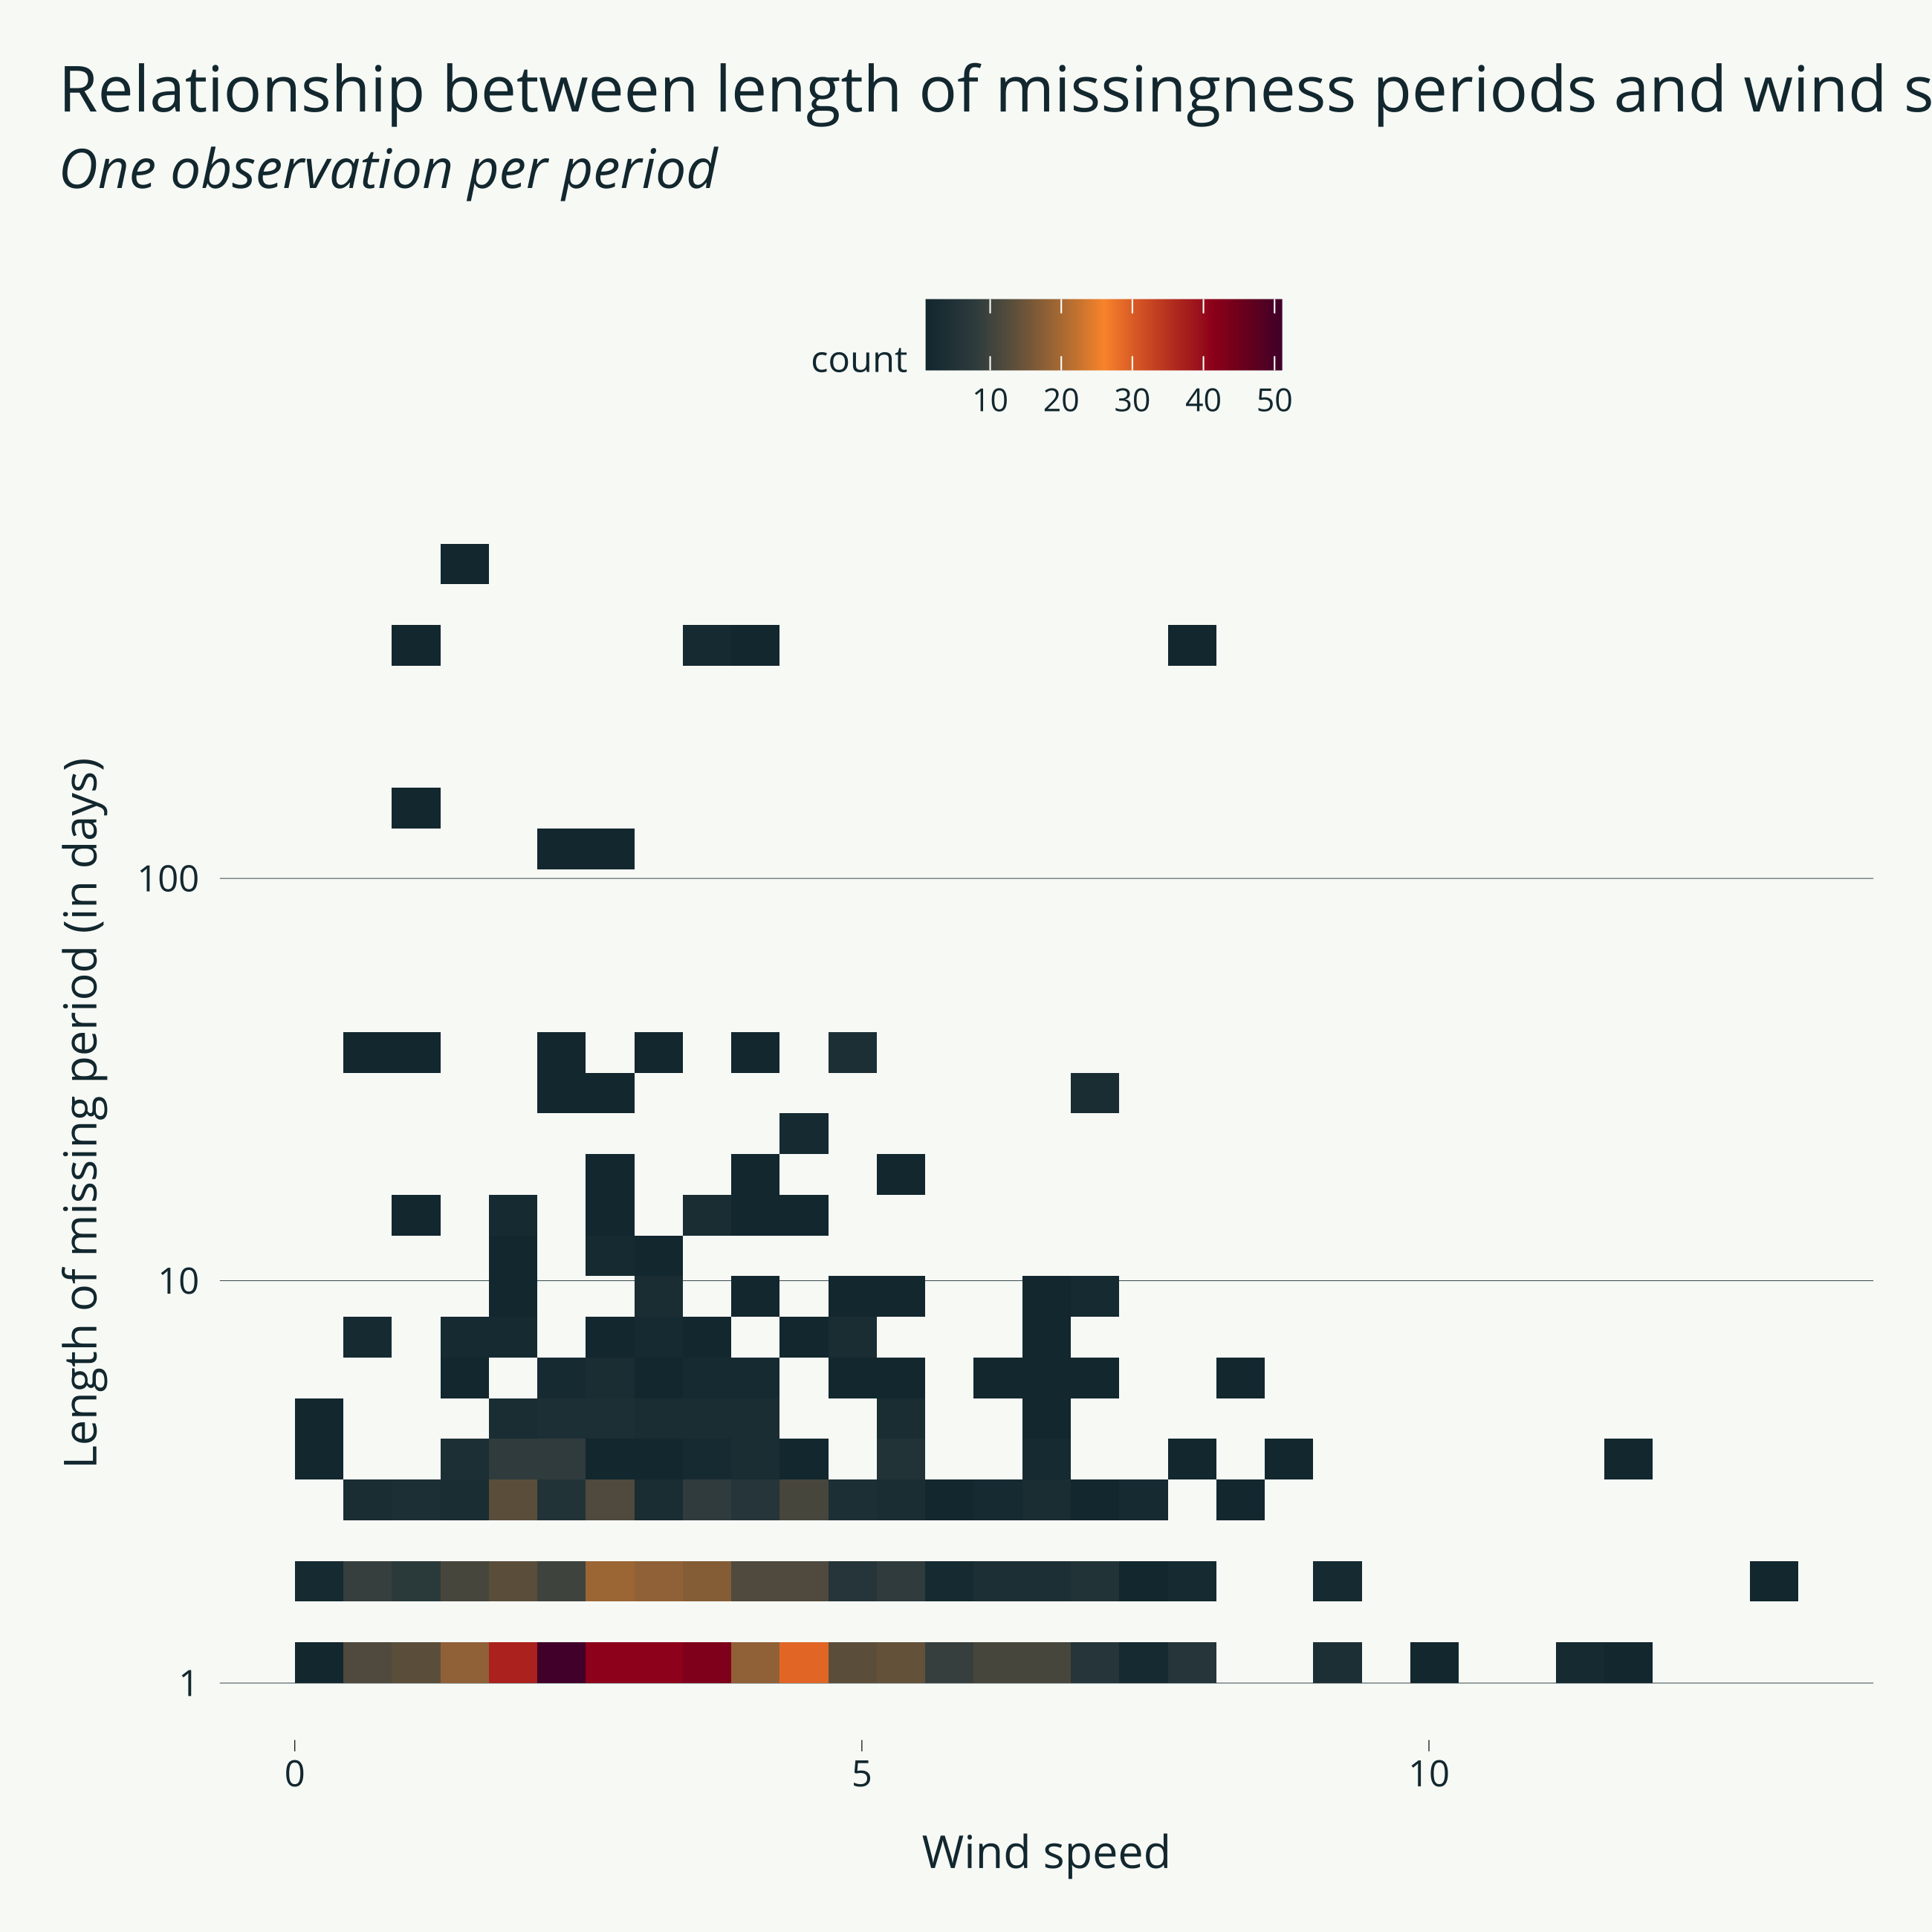 Relationship between length of missingness periods and wind s
One observation per period
count
10 20 30 40 50
Length of missing period (in days)
100
10
1
0 5 10
Wind speed